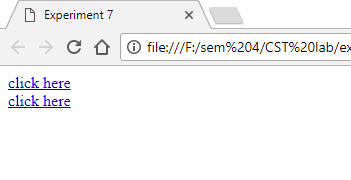 Experiment 7
file:///F:/sem%204/CST%20lab/ex
click here
click here